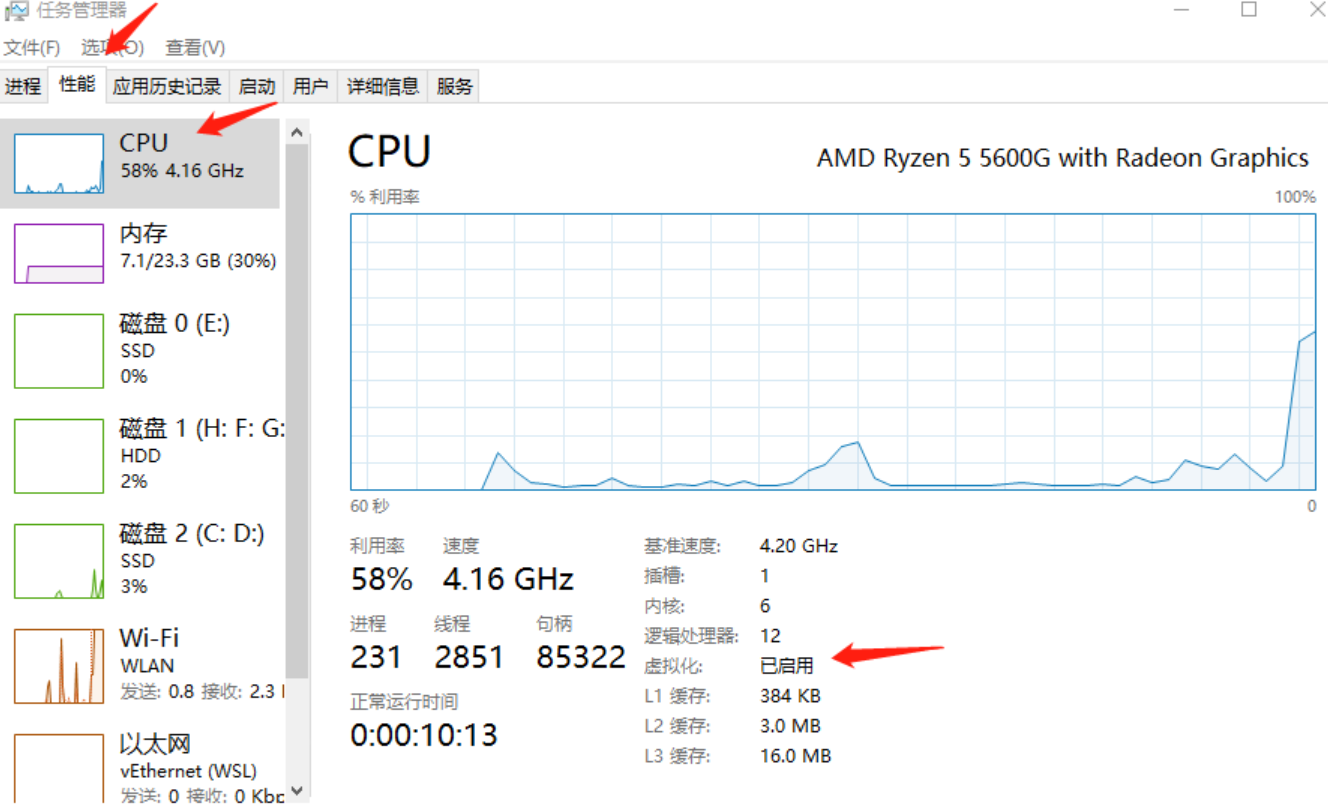 任务管理器
文件(F) 选项(O) 查看(V)
进程 性能 应用历史记录 启动 用户 详细信息 服务
CPU
58% 4.16 GHz
内存
7.1/23.3 GB (30%)
磁盘 0 (E:)
SSD
0%
磁盘 1 (H: F: G:
HDD
2%
磁盘 2 (C: D:)
SSD
3%
Wi-Fi
WLAN
发送: 0.8 接收: 2.3
以太网
vEthernet (WSL)
发送: 0 接收: 0 Kbp
CPU
AMD Ryzen 5 5600G with Radeon Graphics
% 利用率 100%
60 秒 0
利用率 速度
58% 4.16 GHz
进程 线程 句柄
231 2851 85322
正常运行时间
0:00:10:13
基准速度: 4.20 GHz
插槽: 1
内核: 6
逻辑处理器: 12
虚拟化: 已启用
L1 缓存: 384 KB
L2 缓存: 3.0 MB
L3 缓存: 16.0 MB